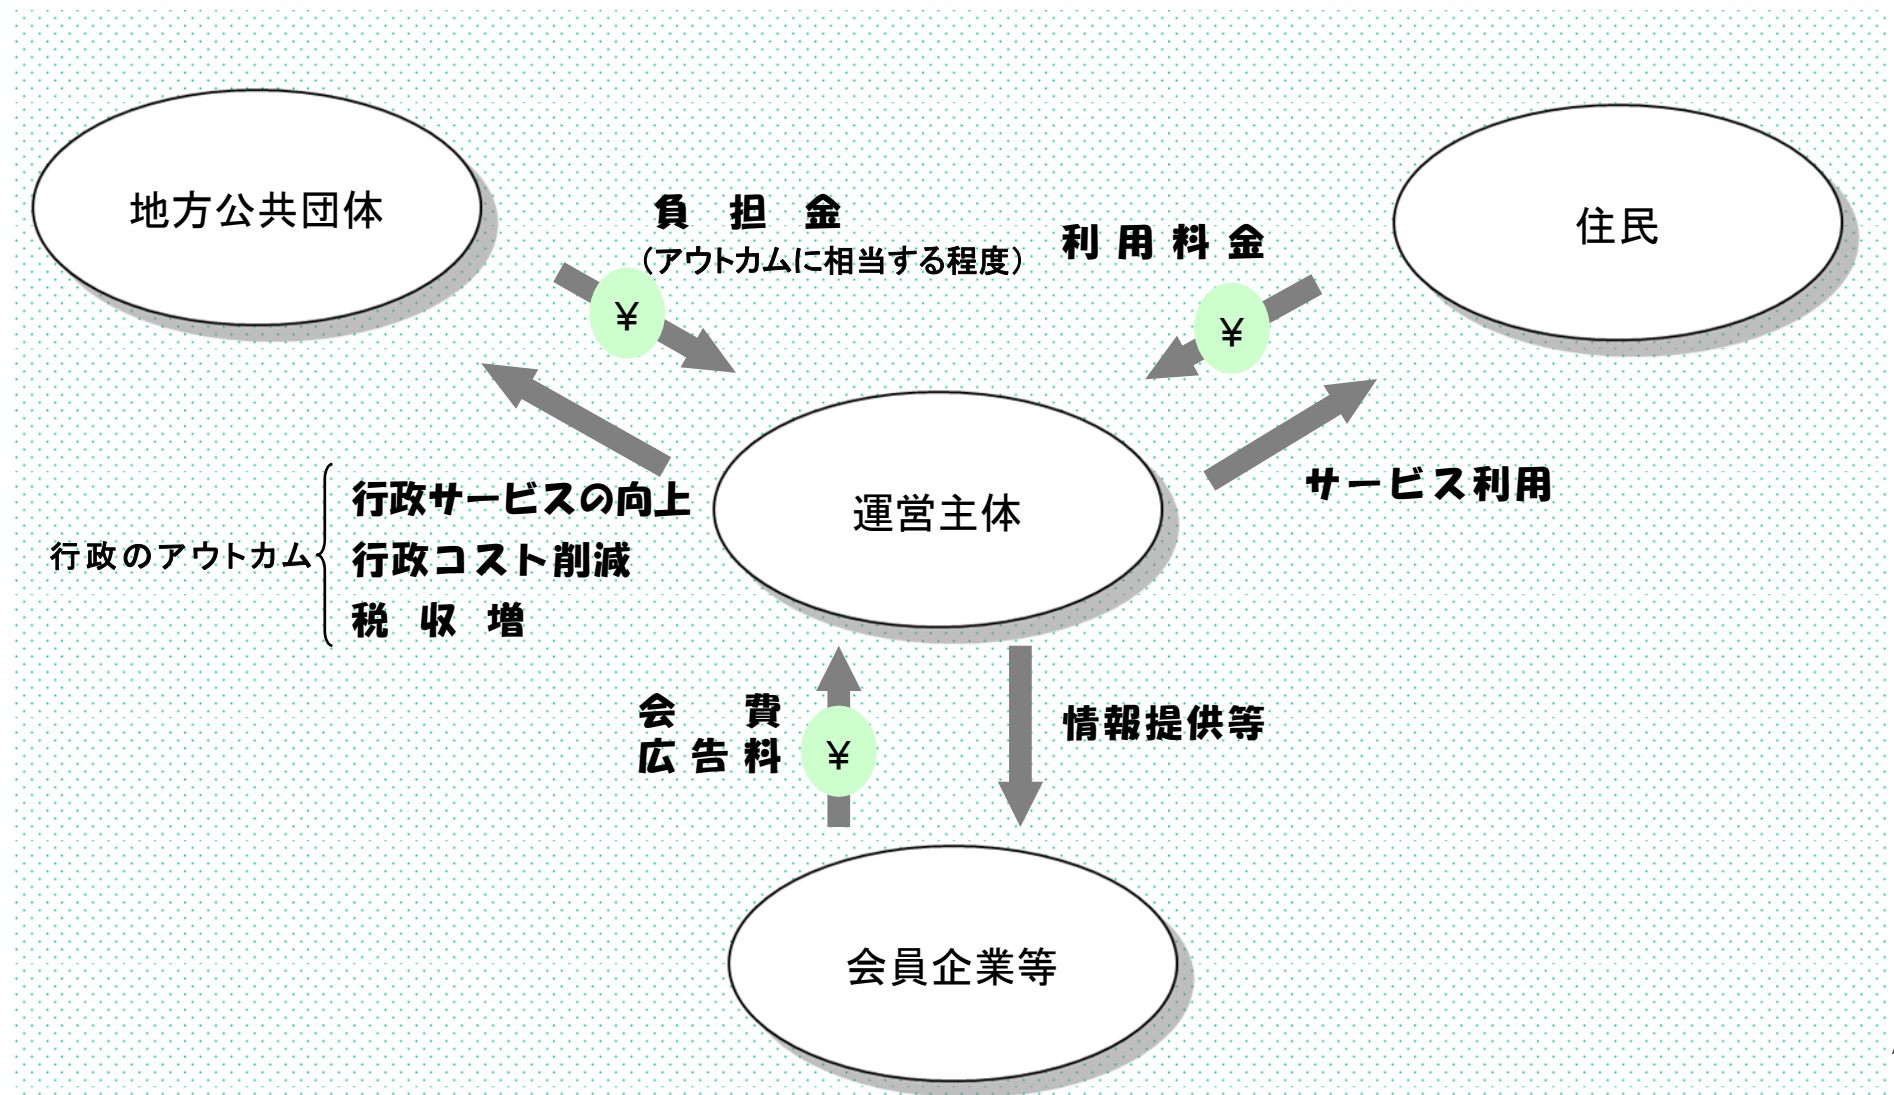 地方公共団体
負担金
（アウトカムに相当する程度）
利用料金
住民
¥
¥
運営主体
サービス利用
行政のアウトカム
行政サービスの向上
行政コスト削減
税収増
会費
広告料
¥
情報提供等
会員企業等